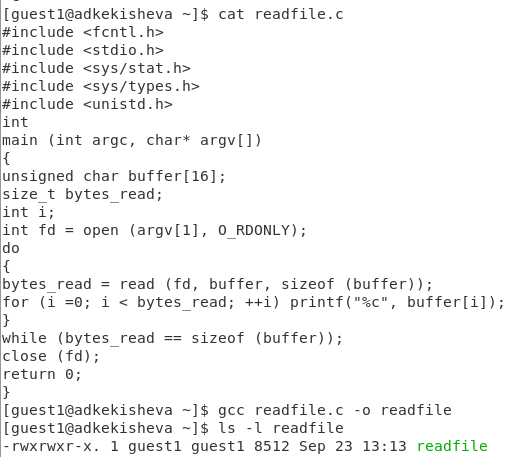 [guest1@adkekisheva ~]$ cat readfile.c
#include <fcntl.h>
#include <stdio.h>
#include <sys/stat.h>
#include <sys/types.h>
#include <unistd.h>
int
main (int argc, char* argv[])
{
unsigned char buffer[16];
size_t bytes_read;
int i;
int fd = open (argv[1], O_RDONLY);
do
{
bytes_read = read (fd, buffer, sizeof (buffer));
for (i =0; i < bytes_read; ++i) printf("%c", buffer[i]);
}
while (bytes_read == sizeof (buffer));
close (fd);
return 0;
}
[guest1@adkekisheva ~]$ gcc readfile.c -o readfile
[guest1@adkekisheva ~]$ ls -l readfile
-rwxrwxr-x. 1 guest1 guest1 8512 Sep 23 13:13 readfile